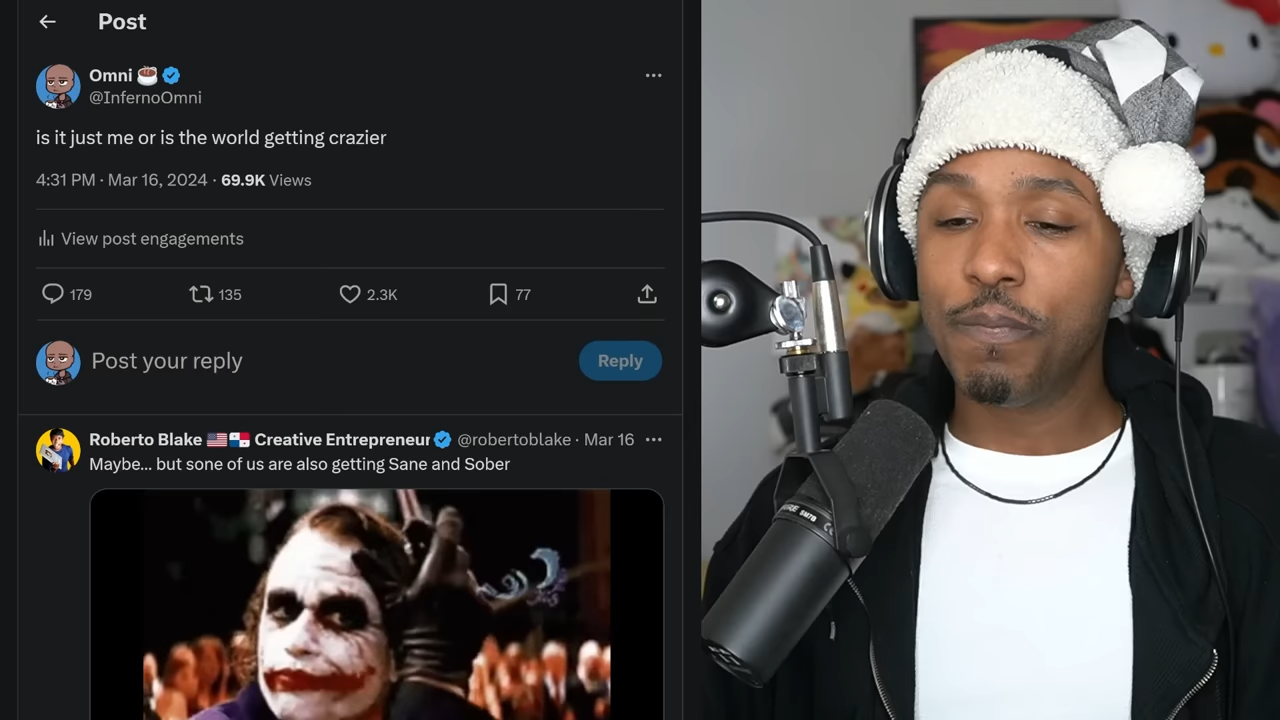 Post
Omni
@InfernoOmni
is it just me or is the world getting crazier
4:31 PM · Mar 16, 2024 · 69.9K Views
View post engagements
179 135 2.3K 77
Post your reply
Reply
Roberto Blake 🇺🇸🇵🇦 Creative Entrepreneur @robertoblake · Mar 16
Maybe... but sone of us are also getting Sane and Sober
SM7B